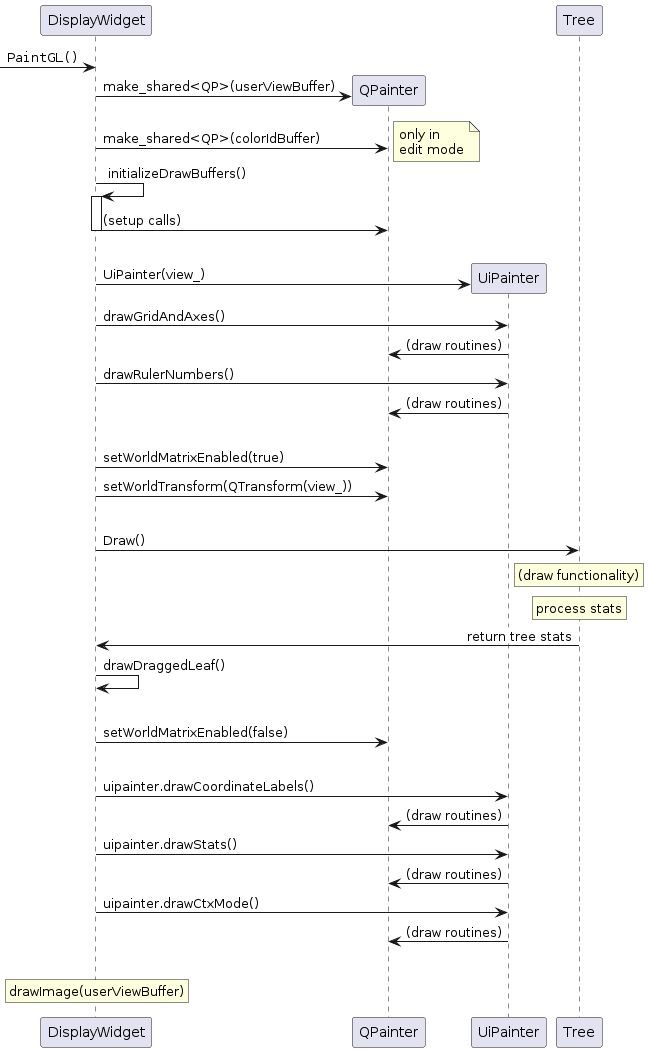 DisplayWidget
Tree
PaintGL()
make_shared<QP>(userViewBuffer)
QPainter
make_shared<QP>(colorIdBuffer)
only in
edit mode
initializeDrawBuffers()
(setup calls)
UiPainter(view_)
UiPainter
drawGridAndAxes()
(draw routines)
drawRulerNumbers()
(draw routines)
setWorldMatrixEnabled(true)
setWorldTransform(QTransform(view_))
Draw()
(draw functionality)
process stats
return tree stats
drawDraggedLeaf()
setWorldMatrixEnabled(false)
uipainter.drawCoordinateLabels()
(draw routines)
uipainter.drawStats()
(draw routines)
uipainter.drawCtxMode()
(draw routines)
drawImage(userViewBuffer)
DisplayWidget
QPainter
UiPainter
Tree